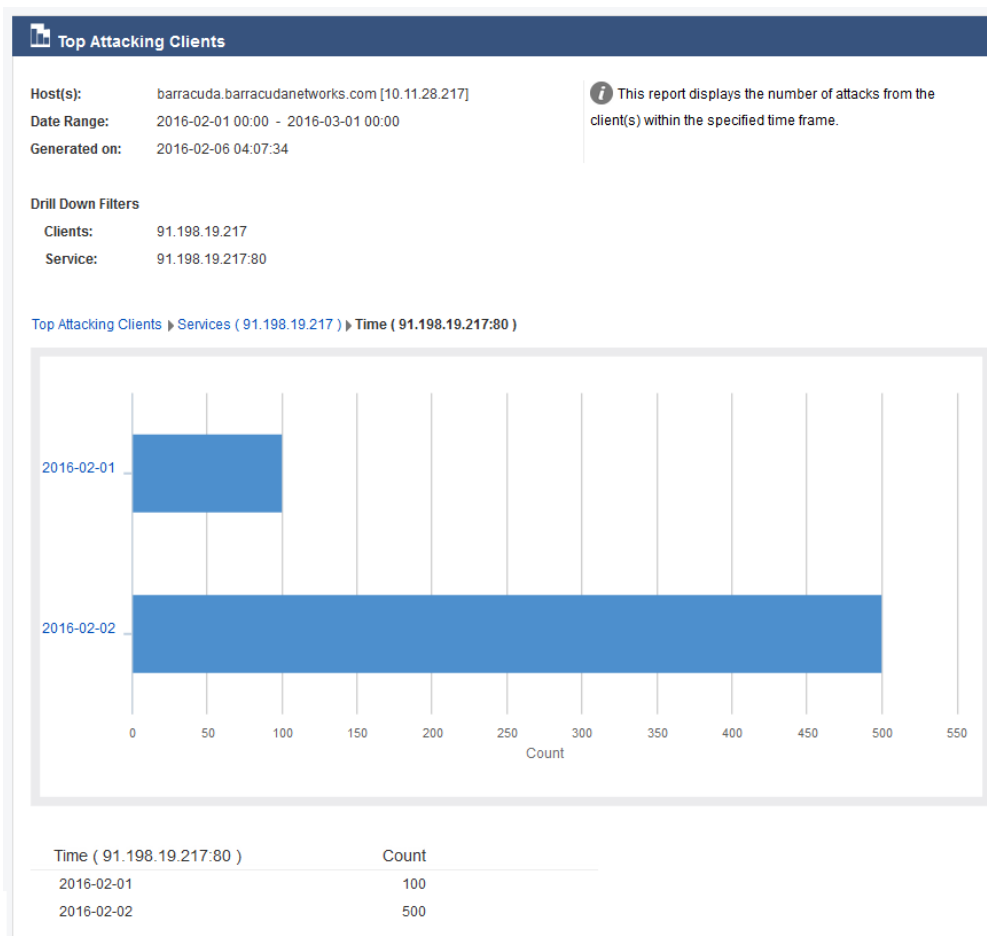 Top Attacking Clients
Host(s): barracuda.barracudanetworks.com [10.11.28.217]
Date Range: 2016-02-01 00:00 - 2016-03-01 00:00
Generated on: 2016-02-06 04:07:34
This report displays the number of attacks from the
client(s) within the specified time frame.
Drill Down Filters
Clients: 91.198.19.217
Service: 91.198.19.217:80
Top Attacking Clients Services ( 91.198.19.217 ) Time ( 91.198.19.217:80 )
2016-02-01
2016-02-02
0 50 100 150 200 250 300 350 400 450 500 550
Count
Time ( 91.198.19.217:80 ) Count
2016-02-01 100
2016-02-02 500